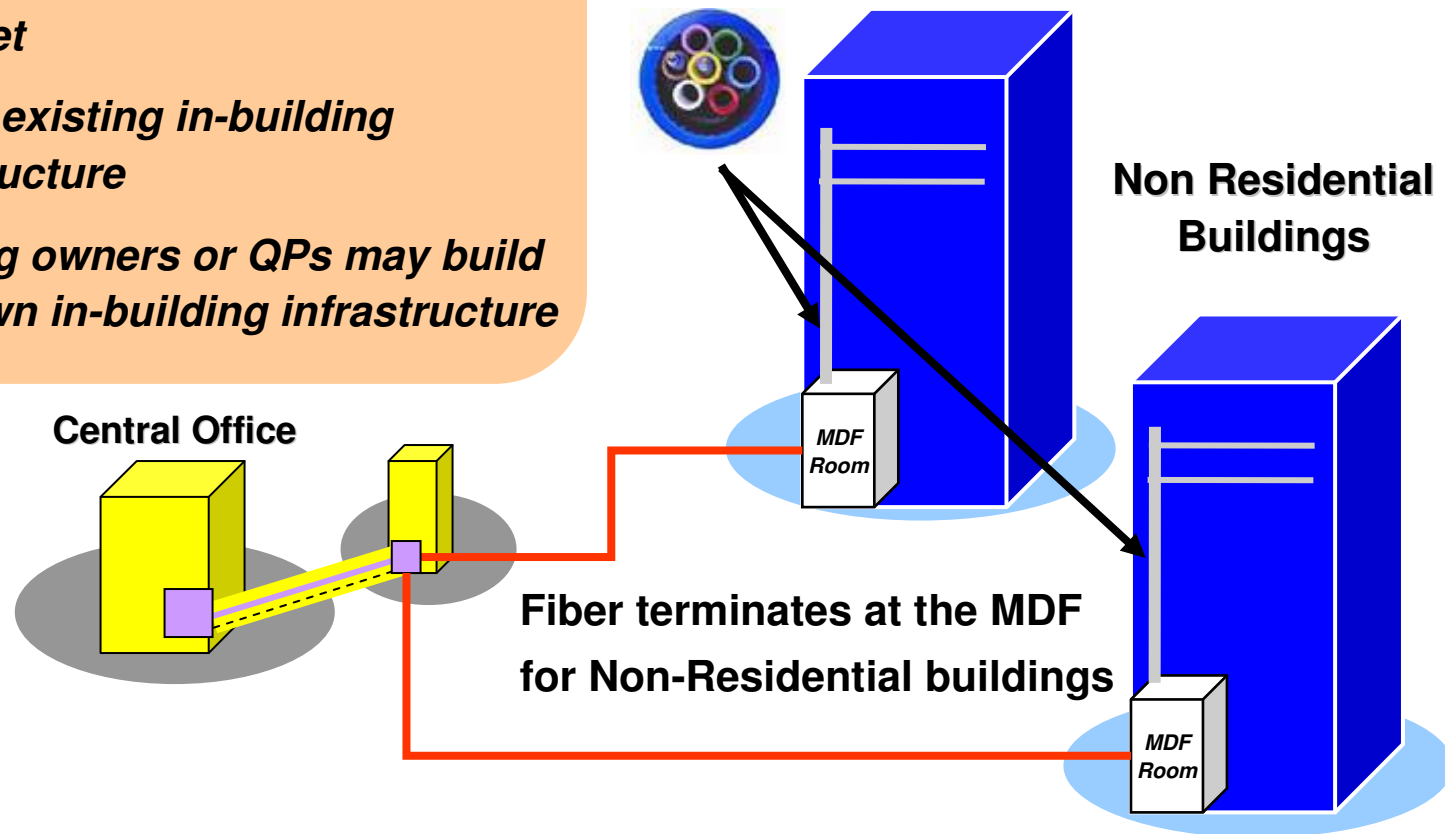 et
existing in-building
ucture
g owners or QPs may build
wn in-building infrastructure
Non Residential
Buildings
Central Office
MDF
Room
Fiber terminates at the MDF
for Non-Residential buildings
MDF
Room